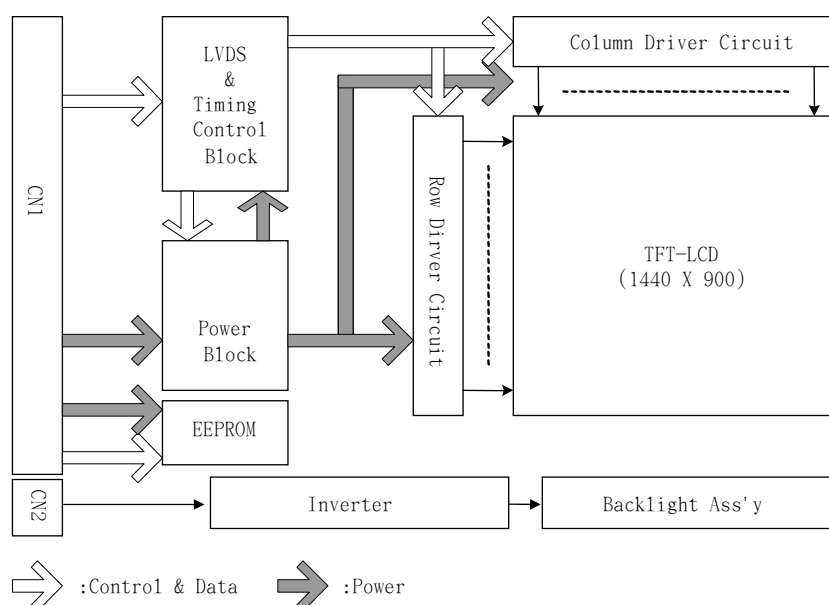 CN1
LVDS
&
Timing
Control
Block
Column Driver Circuit
Row Dirver Circuit
TFT-LCD
(1440 X 900)
Power
Block
EEPROM
CN2
Inverter
Backlight Ass'y
:Control & Data
:Power